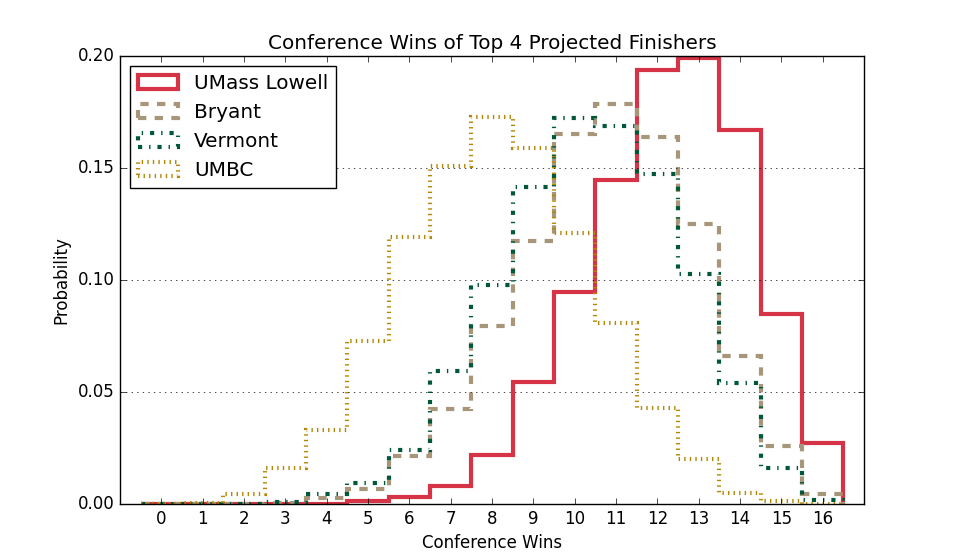 Conference Wins of Top 4 Projected Finishers
0.20
UMass Lowell
Bryant
Vermont
UMBC
0.15
Probability
0.10
0.05
0.00
0 1 2 3 4 5 6 7 8 9 10 11 12 13 14 15 16
Conference Wins